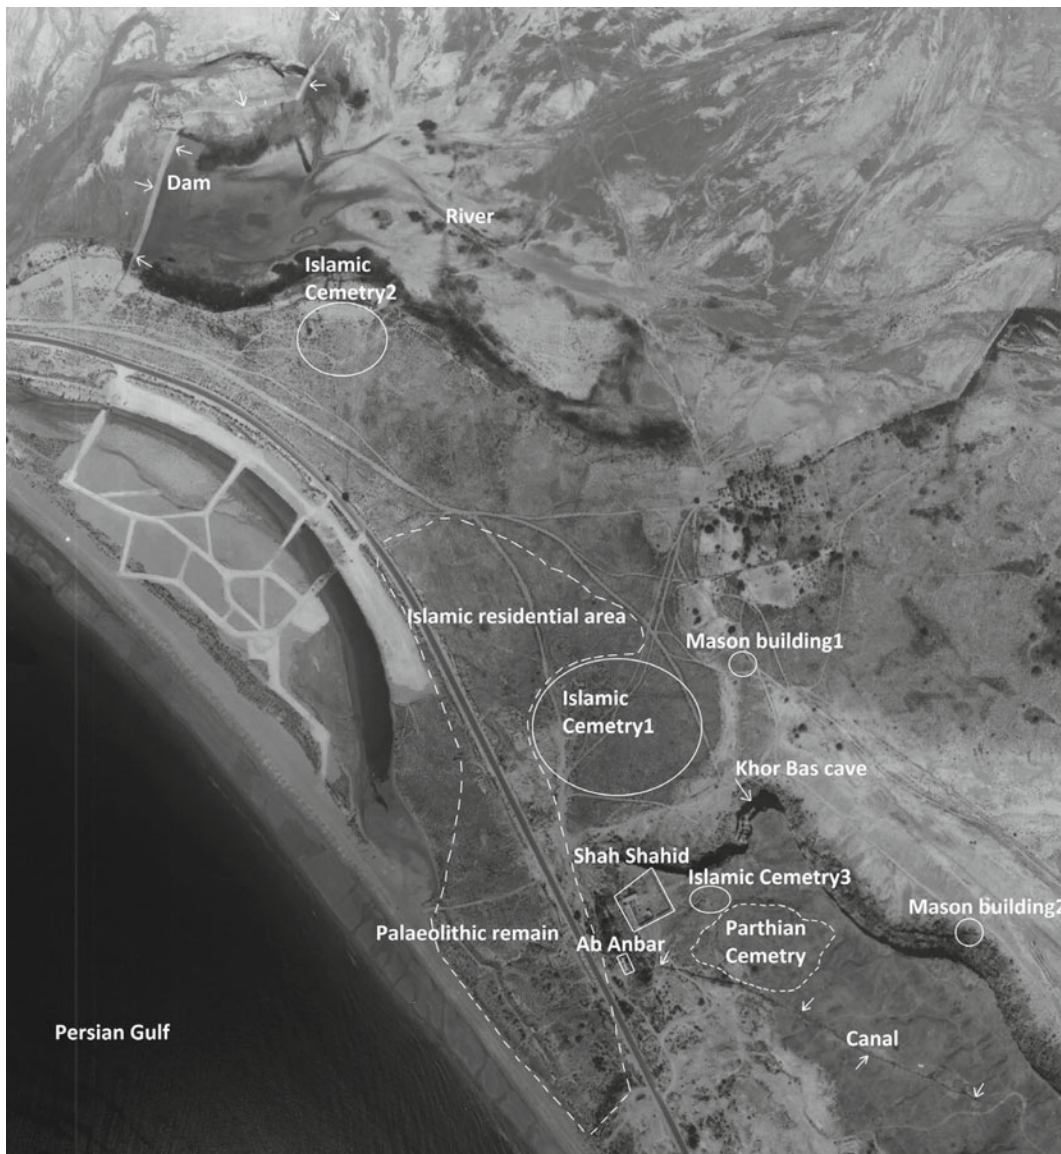 Dam
River
Islamic
Cemetry2
Islamic residential area
Mason building1
Islamic
Cemetry1
Khor Bas cave
Shah Shahid
Islamic Cemetry3
Mason building2
Palaeolithic remain
Ab Anbar
Parthian
Cemetry
Persian Gulf
Canal